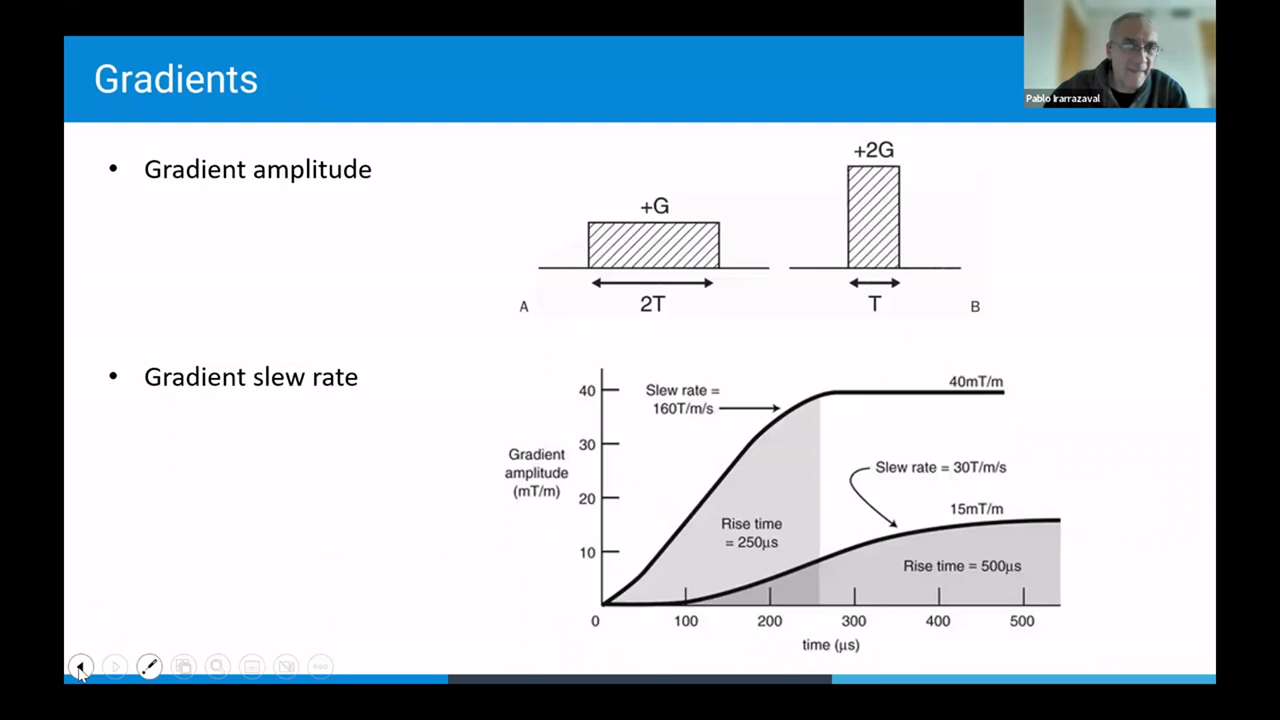 Gradients
Pablo Irarrazaval
• Gradient amplitude
+G
+2G
2T
T
A
B
• Gradient slew rate
Gradient
amplitude
(mT/m)
40
30
20
10
Slew rate =
160T/m/s
40mT/m
Slew rate = 30T/m/s
15mT/m
Rise time
= 250μs
Rise time = 500μs
0 100 200 300 400 500
time (μs)